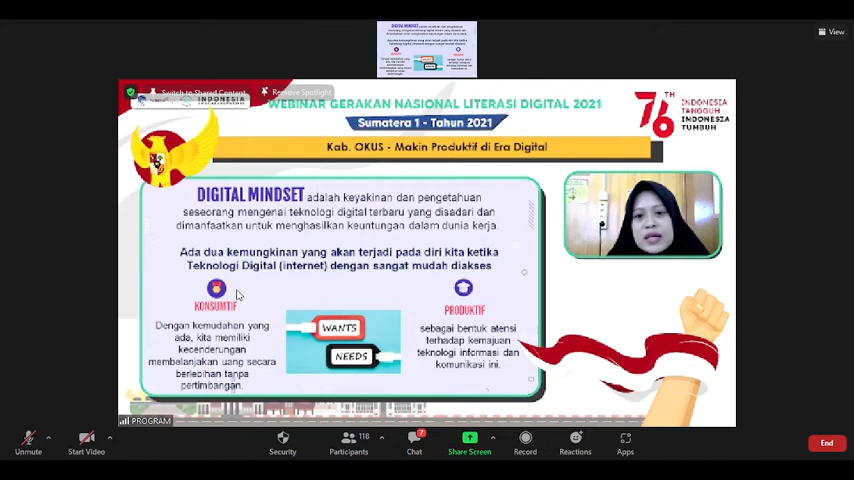 View
Switch to Shared Content
Remove Spotlight
INDONESIA
WEBINAR GERAKAN NASIONAL LITERASI DIGITAL 2021
Sumatera 1 - Tahun 2021
76TH
INDONESIA
TANGGUH
INDONESIA
TUMBUH
Kab. OKUS - Makin Produktif di Era Digital
DIGITAL MINDSET adalah keyakinan dan pengetahuan
seseorang mengenai teknologi digital terbaru yang disadari dan
dimanfaatkan untuk menghasilkan keuntungan dalam dunia kerja.
Ada dua kemungkinan yang akan terjadi pada diri kita ketika
Teknologi Digital (internet) dengan sangat mudah diakses
KONSUMTIF
Dengan kemudahan yang
ada, kita memiliki
kecenderungan
membelanjakan uang secara
berlebihan tanpa
pertimbangan.
WANTS
NEEDS
PRODUKTIF
sebagai bentuk atensi
terhadap kemajuan
teknologi informasi dan
komunikasi ini.
PROGRAM
Unmute
Start Video
Security
118
Participants
7
Chat
Share Screen
Record
Reactions
Apps
End